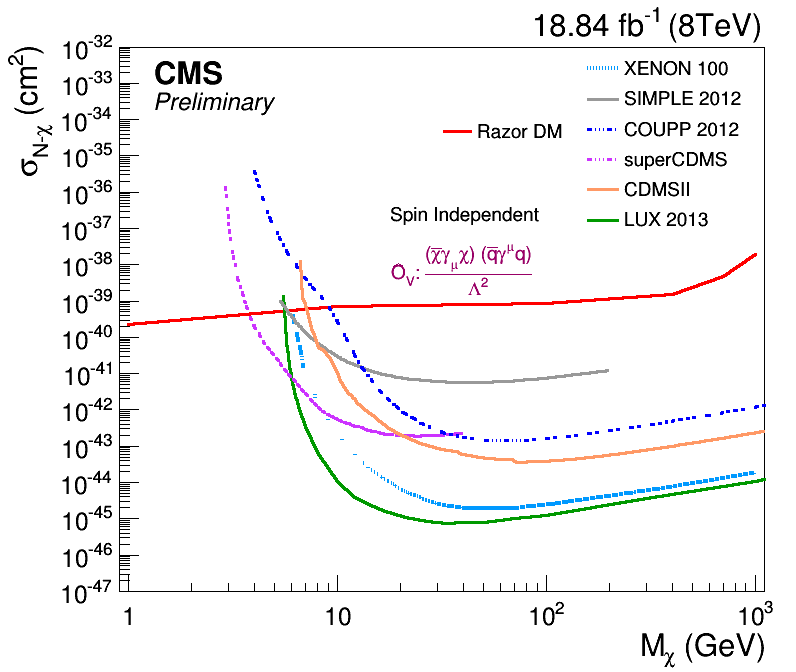 18.84 fb⁻¹ (8TeV)
CMS
Preliminary
XENON 100
SIMPLE 2012
COUPP 2012
superCDMS
CDMSII
LUX 2013
Razor DM
Spin Independent
O_V: (χ̅γ_μχ) (q̅γ^μq)
Λ²
σ_N-χ (cm²)
10⁻³²
10⁻³³
10⁻³⁴
10⁻³⁵
10⁻³⁶
10⁻³⁷
10⁻³⁸
10⁻³⁹
10⁻⁴⁰
10⁻⁴¹
10⁻⁴²
10⁻⁴³
10⁻⁴⁴
10⁻⁴⁵
10⁻⁴⁶
10⁻⁴⁷
1 10 10² 10³
M_χ (GeV)